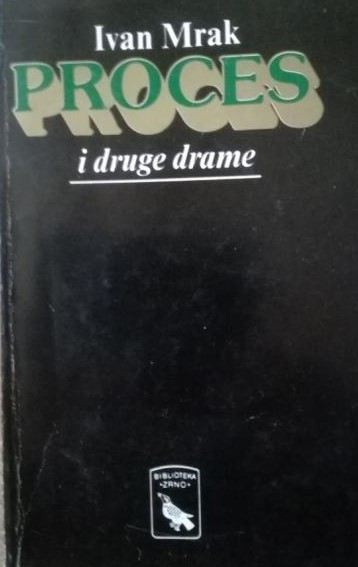 Ivan Mrak
PROCES
i druge drame
BIBLIOTEKA
•ZRNO•